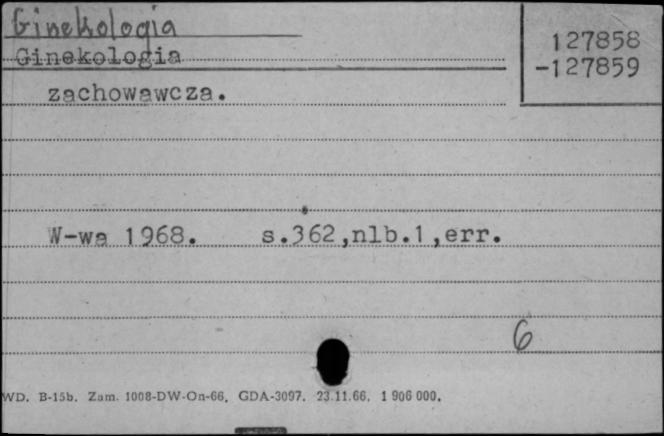 Ginekologia
127858
Ginekologia
-127859
zachowawcza.
W-wa 1968. s.362,nlb.1,err.
6
WD. B-15b. Zam. 1008-DW-On-66. GDA-3097. 23.11.66. 1 906 000.